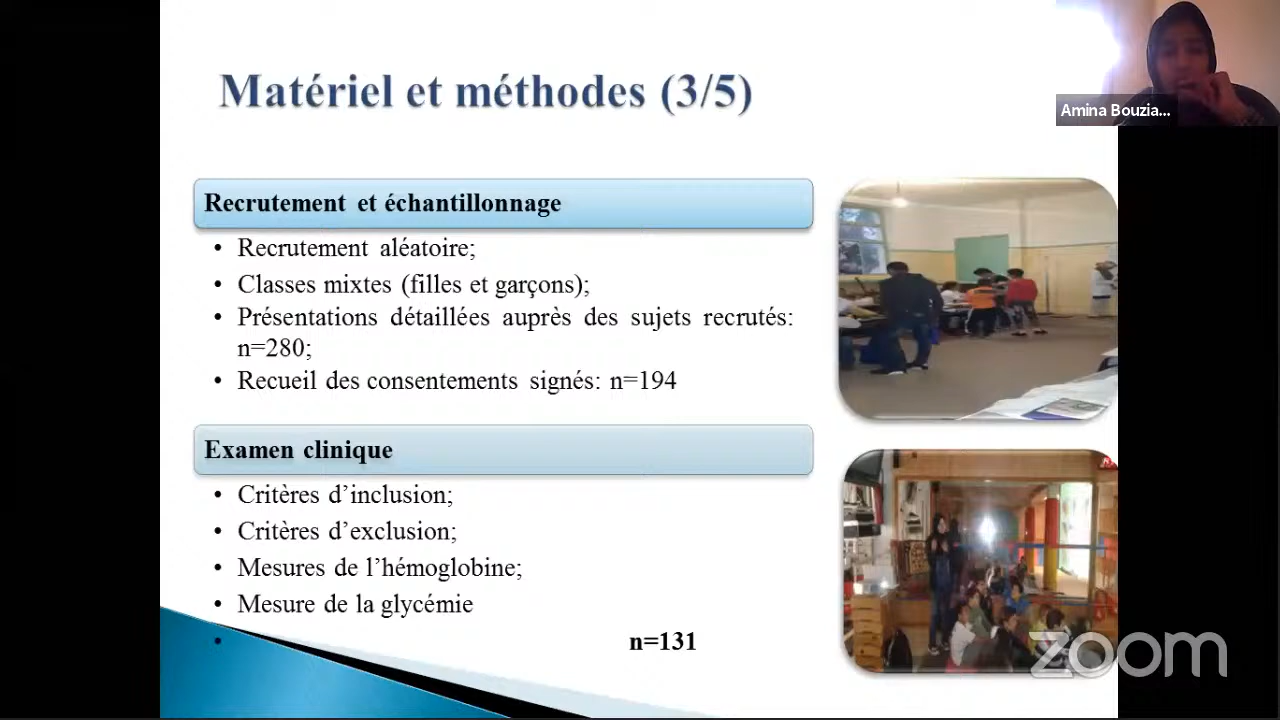 Matériel et méthodes (3/5)
Amina Bouzia...
Recrutement et échantillonnage
• Recrutement aléatoire;
• Classes mixtes (filles et garçons);
• Présentations détaillées auprès des sujets recrutés:
n=280;
• Recueil des consentements signés: n=194
Examen clinique
• Critères d’inclusion;
• Critères d’exclusion;
• Mesures de l’hémoglobine;
• Mesure de la glycémie
• n=131
zoom